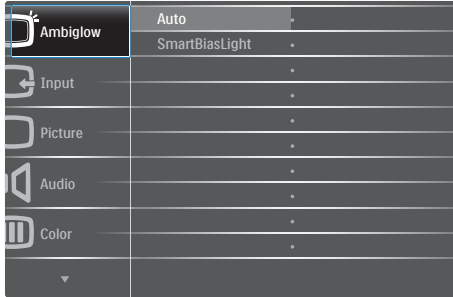 Ambiglow
Auto
SmartBiasLight
Input
Picture
Audio
Color